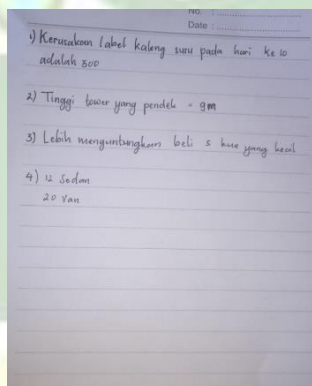 No. :
Date :
1) Kerusakan label kaleng susu pada hari ke 10
adalah 500
2) Tinggi tower yang pendek = 9m
3) Lebih menguntungkan beli 5 kue yang kecil
4) 12 Sedan
20 Van